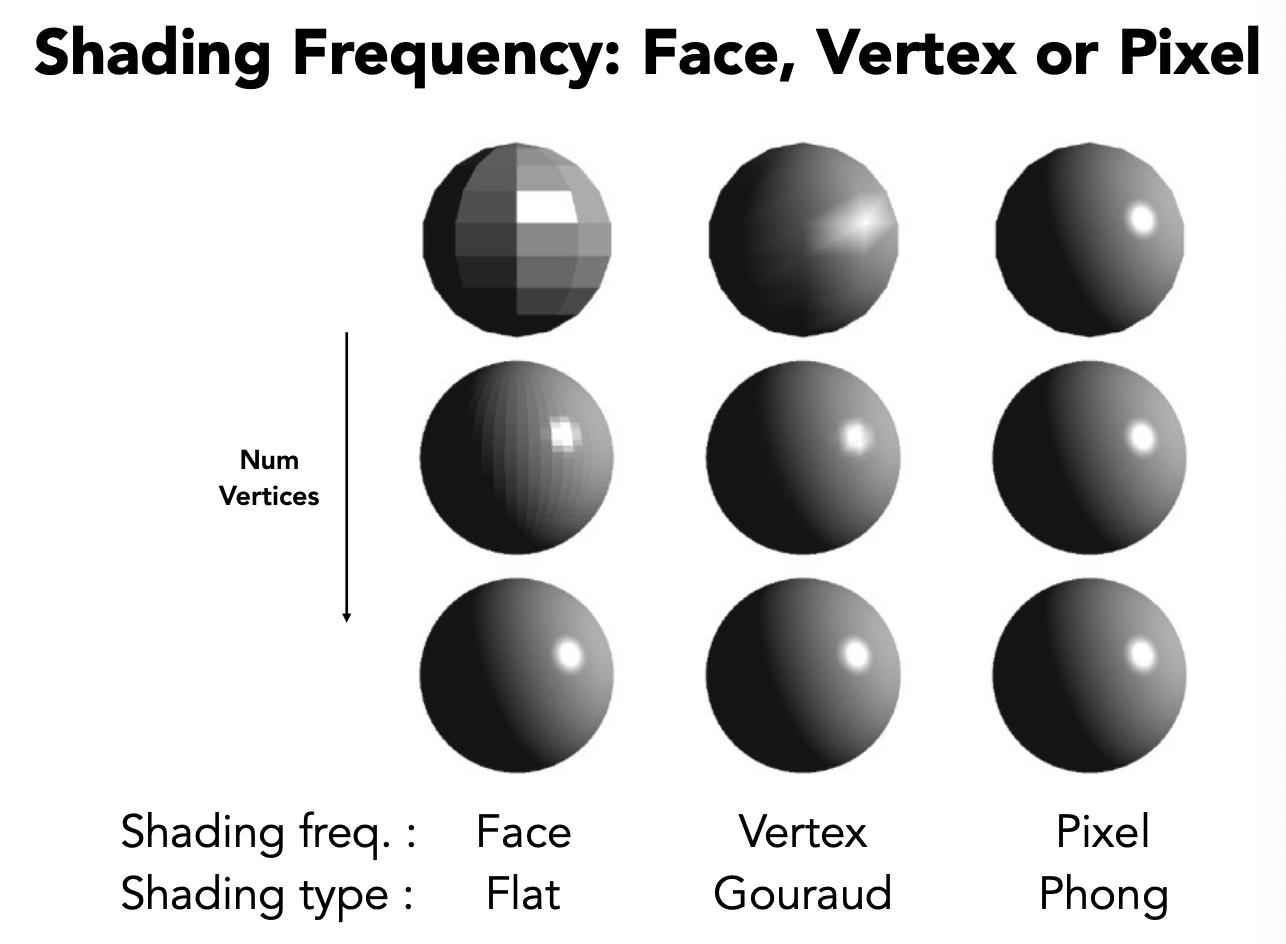 Shading Frequency: Face, Vertex or Pixel
Num
Vertices
Shading freq. : Face Vertex Pixel
Shading type : Flat Gouraud Phong